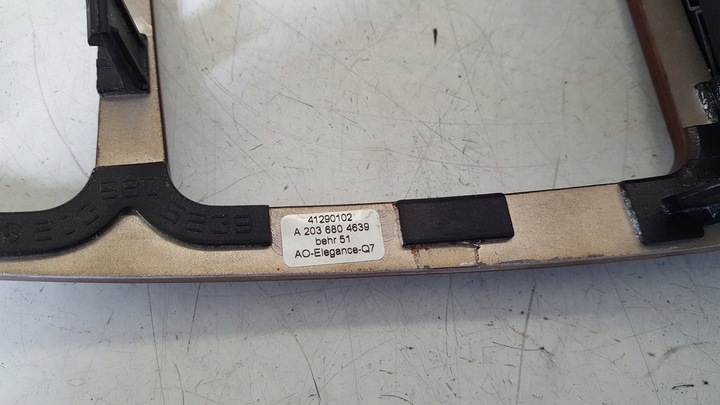 41290102
A 203 680 4639
behr 51
AO-Elegance-Q7